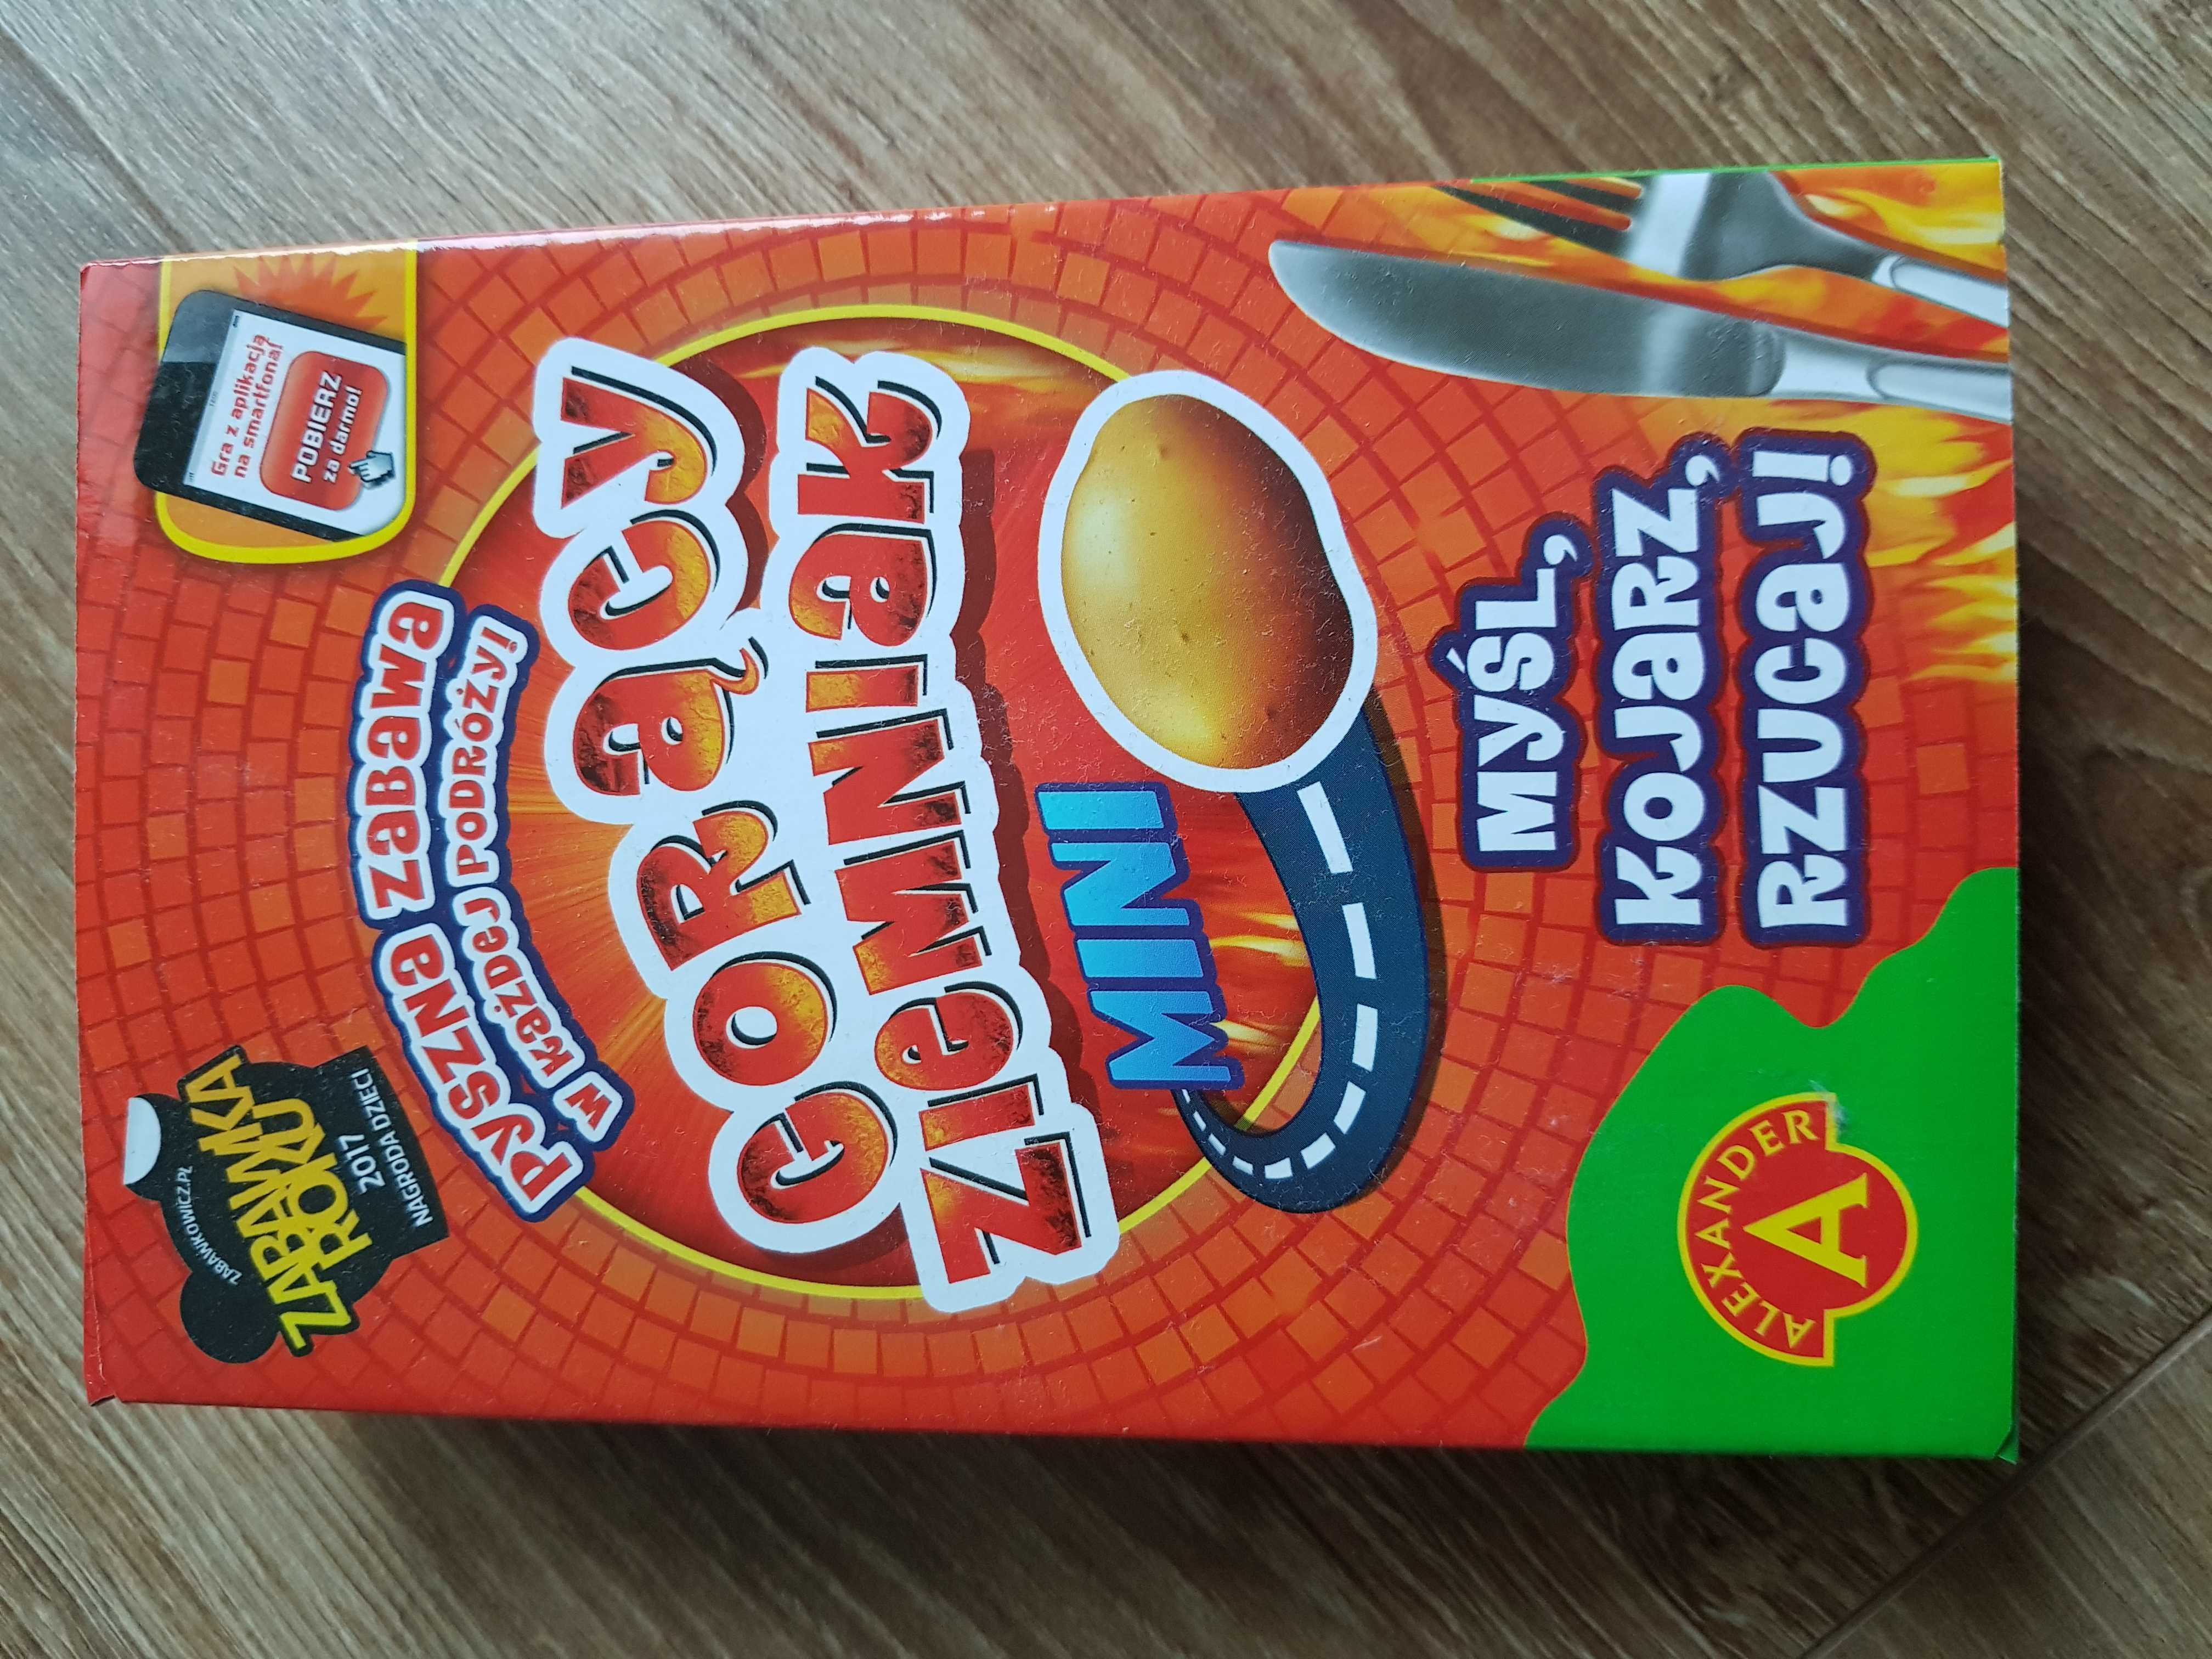 ZABAWKOWICZ.PL
ZABAWKA
ROKU
2017
NAGRODA DZIECI
Gra z aplikacją
na smartfona!
POBIERZ
za darmo!
PYSZNA ZABAWA
W KAŻDEJ PODRÓŻY!
GORĄCY
ZIEMNIAK
MINI
MYŚL,
KOJARZ,
RZUCAJ!
ALEXANDER
A